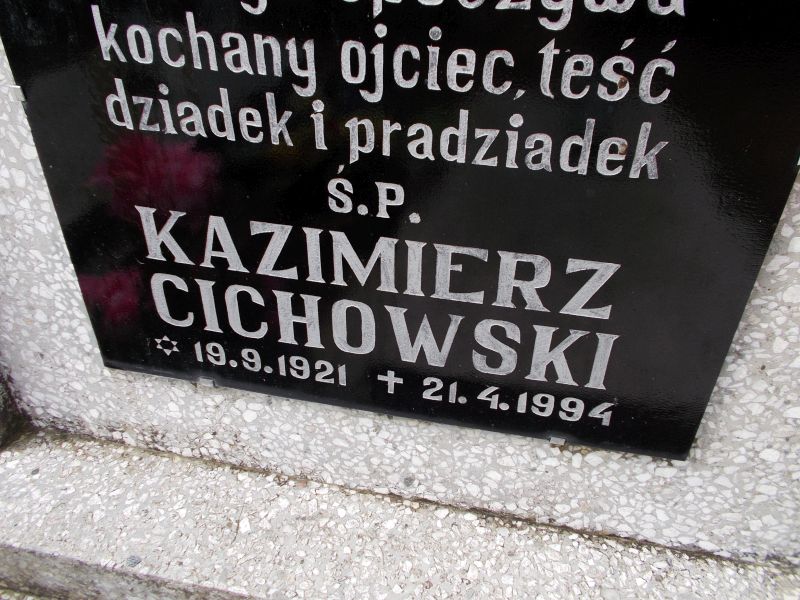 kochany ojciec, teść
dziadek i pradziadek
Ś.P.
KAZIMIERZ
CICHOWSKI
✡ 19.9.1921 ✝ 21.4.1994